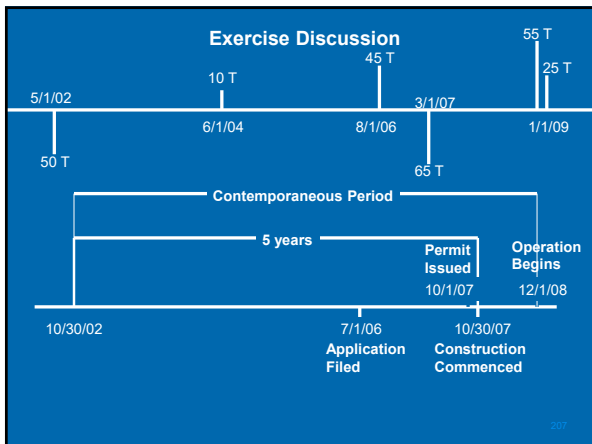 Exercise Discussion
55 T
45 T
25 T
10 T
5/1/02
3/1/07
6/1/04
8/1/06
1/1/09
50 T
65 T
Contemporaneous Period
5 years
Permit
Issued
10/1/07
Operation
Begins
12/1/08
10/30/02
7/1/06
Application
Filed
10/30/07
Construction
Commenced
207